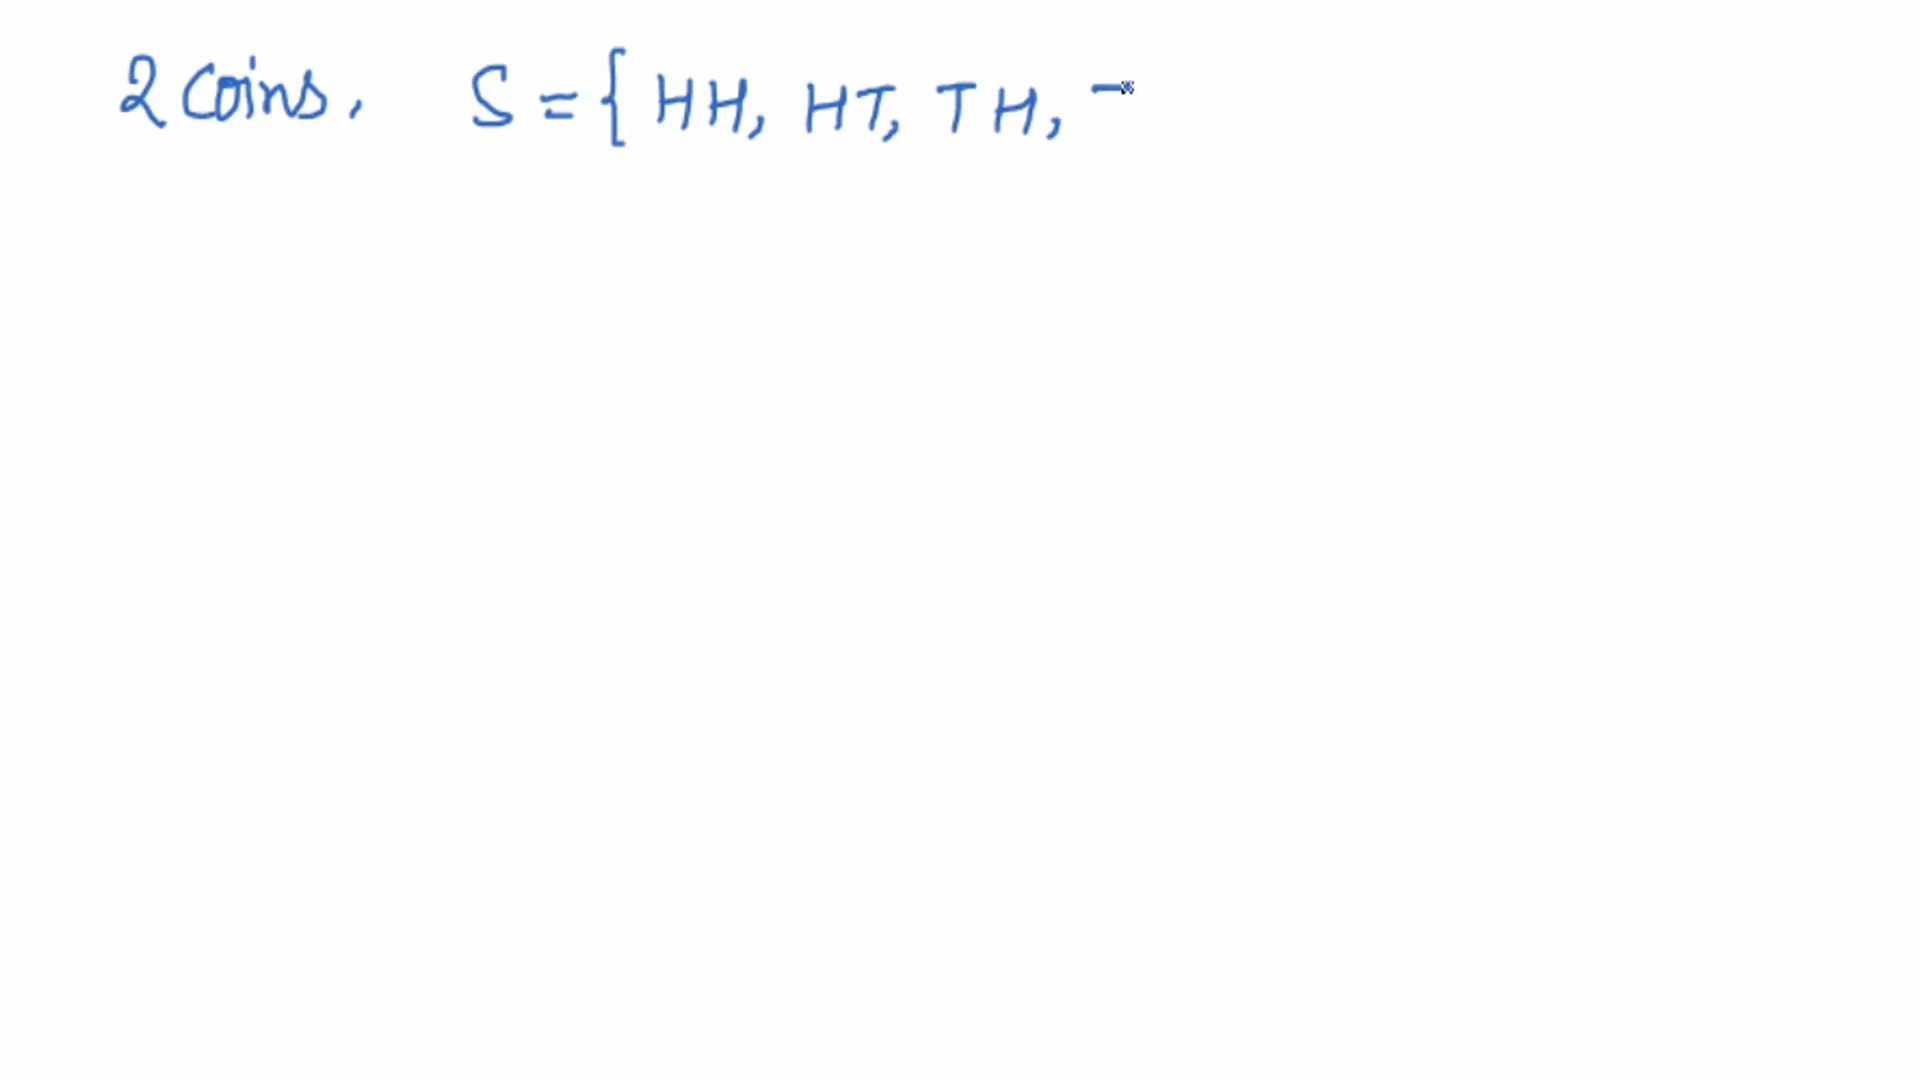 2 coins, S = { HH, HT, TH,